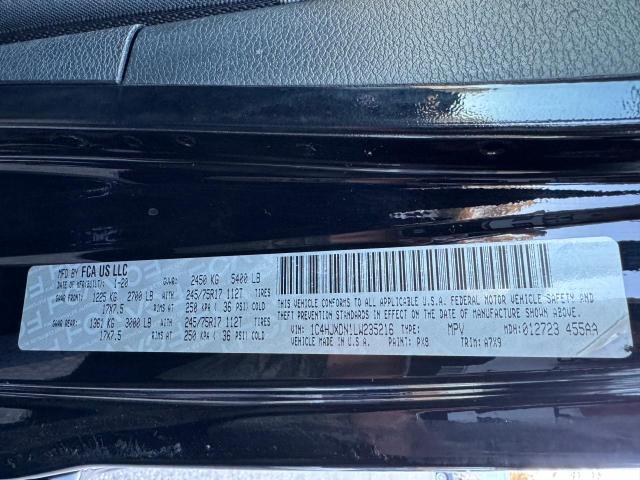 MFD BY FCA US LLC
DATE OF MFR(BUILT): 1-20 GVWR: 2450 KG 5400 LB
GAWR FRONT: 1225 KG 2700 LB WITH 245/75R17 112T TIRES
17X7.5 RIMS AT 250 KPA ( 36 PSI) COLD
GAWR REAR: 1361 KG 3000 LB WITH 245/75R17 112T TIRES
17X7.5 RIMS AT 250 KPA ( 36 PSI) COLD
THIS VEHICLE CONFORMS TO ALL APPLICABLE U.S.A. FEDERAL MOTOR VEHICLE SAFETY, BUMPER AND
THEFT PREVENTION STANDARDS IN EFFECT ON THE DATE OF MANUFACTURE SHOWN ABOVE.
VIN: 1C4HJXDN1LW235216 TYPE: MPV MDH: 012723 455AA
VEHICLE MADE IN U.S.A. PAINT: PX8 TRIM: A7X9